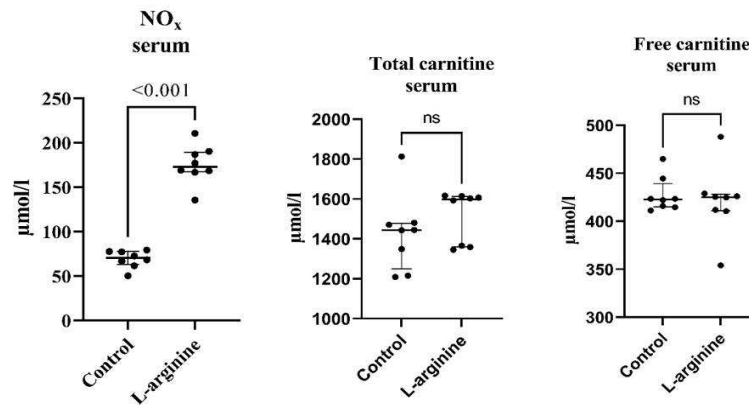 NOₓ
serum
<0.001
250
200
150
100
50
0
μmol/l
Control
L-arginine
Total carnitine
serum
ns
2000
1800
1600
1400
1200
1000
μmol/l
Control
L-arginine
Free carnitine
serum
ns
500
450
400
350
300
μmol/l
Control
L-arginine